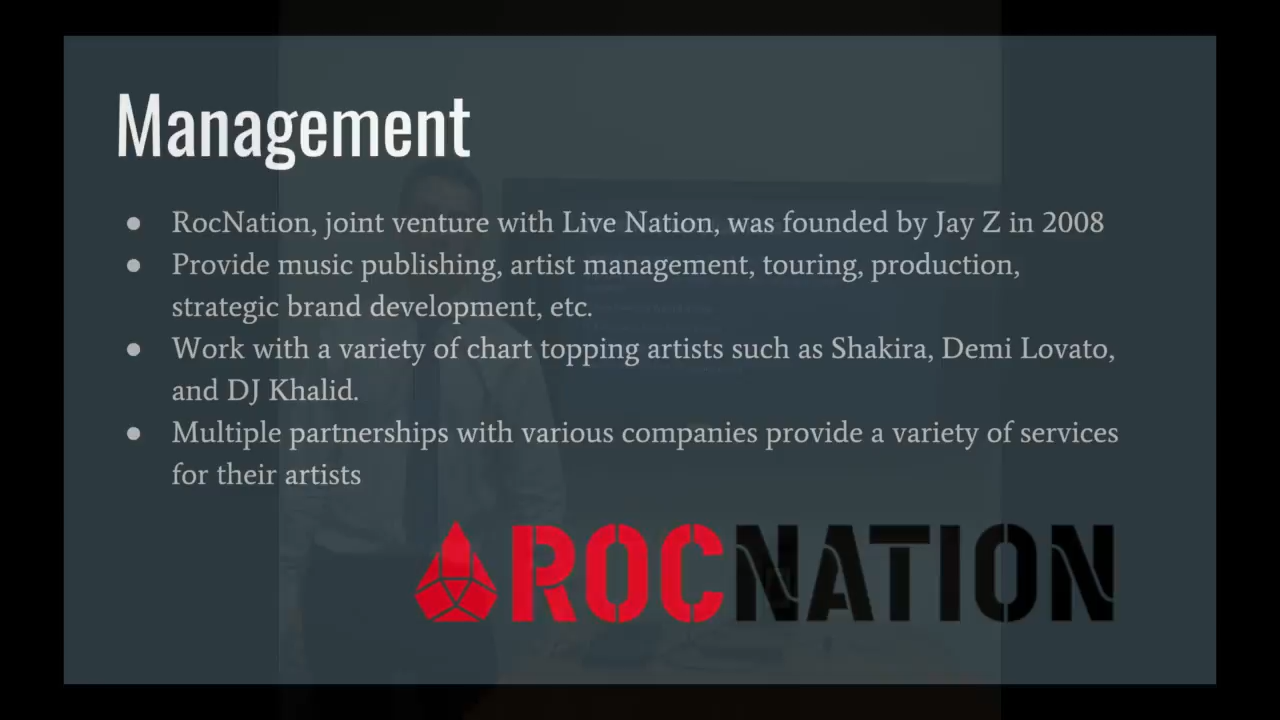 Management
● RocNation, joint venture with Live Nation, was founded by Jay Z in 2008
● Provide music publishing, artist management, touring, production,
strategic brand development, etc.
● Work with a variety of chart topping artists such as Shakira, Demi Lovato,
and DJ Khalid.
● Multiple partnerships with various companies provide a variety of services
for their artists
ROCNATION